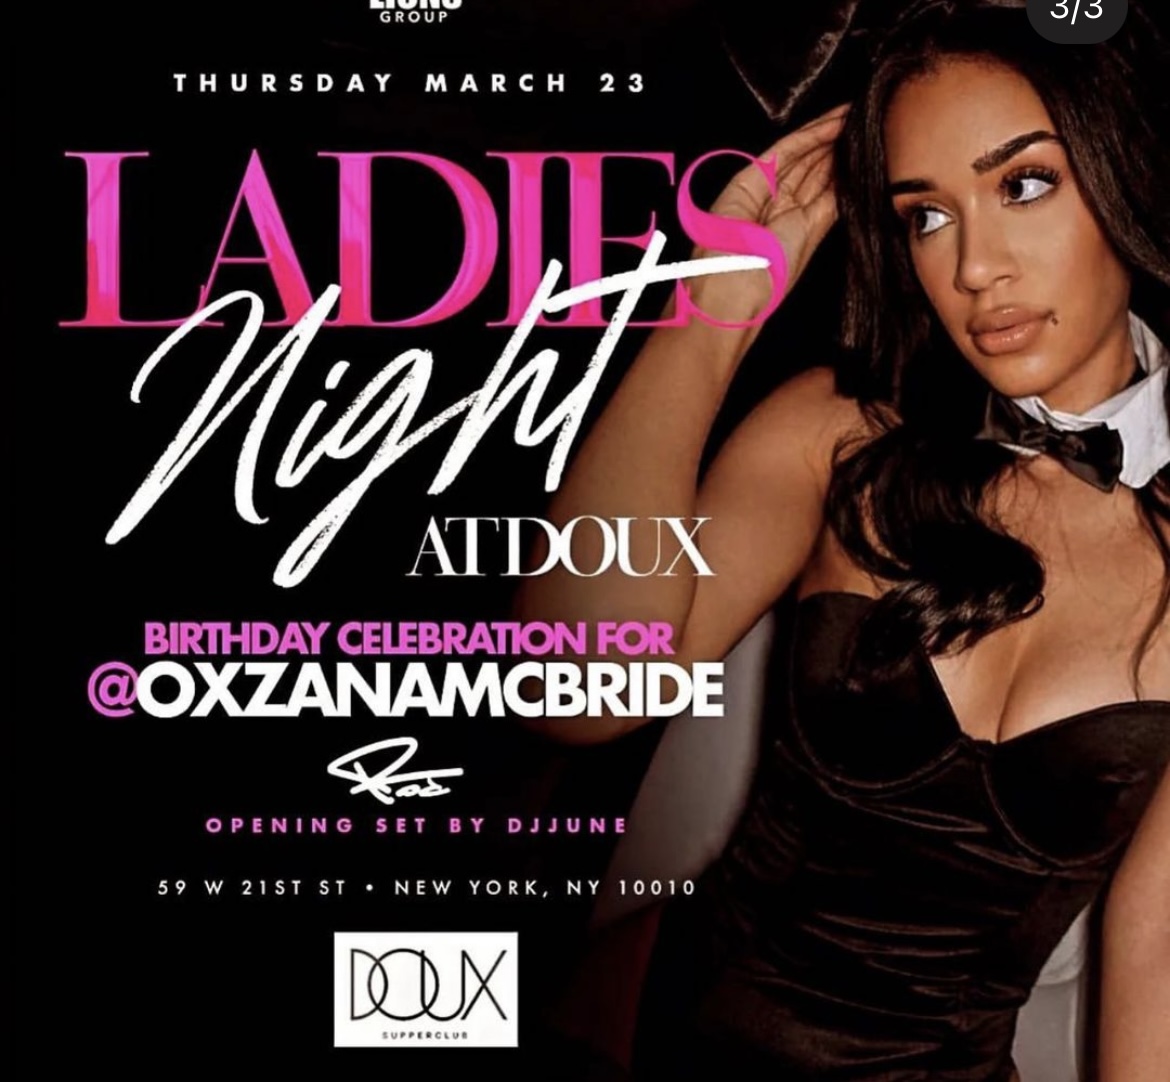 GROUP
3/3
THURSDAY MARCH 23
LADIES
Night
AT DOUX
BIRTHDAY CELEBRATION FOR
@OXZANAMCBRIDE
OPENING SET BY DJJUNE
59 W 21ST ST • NEW YORK, NY 10010
DOUX
SUPPERCLUB